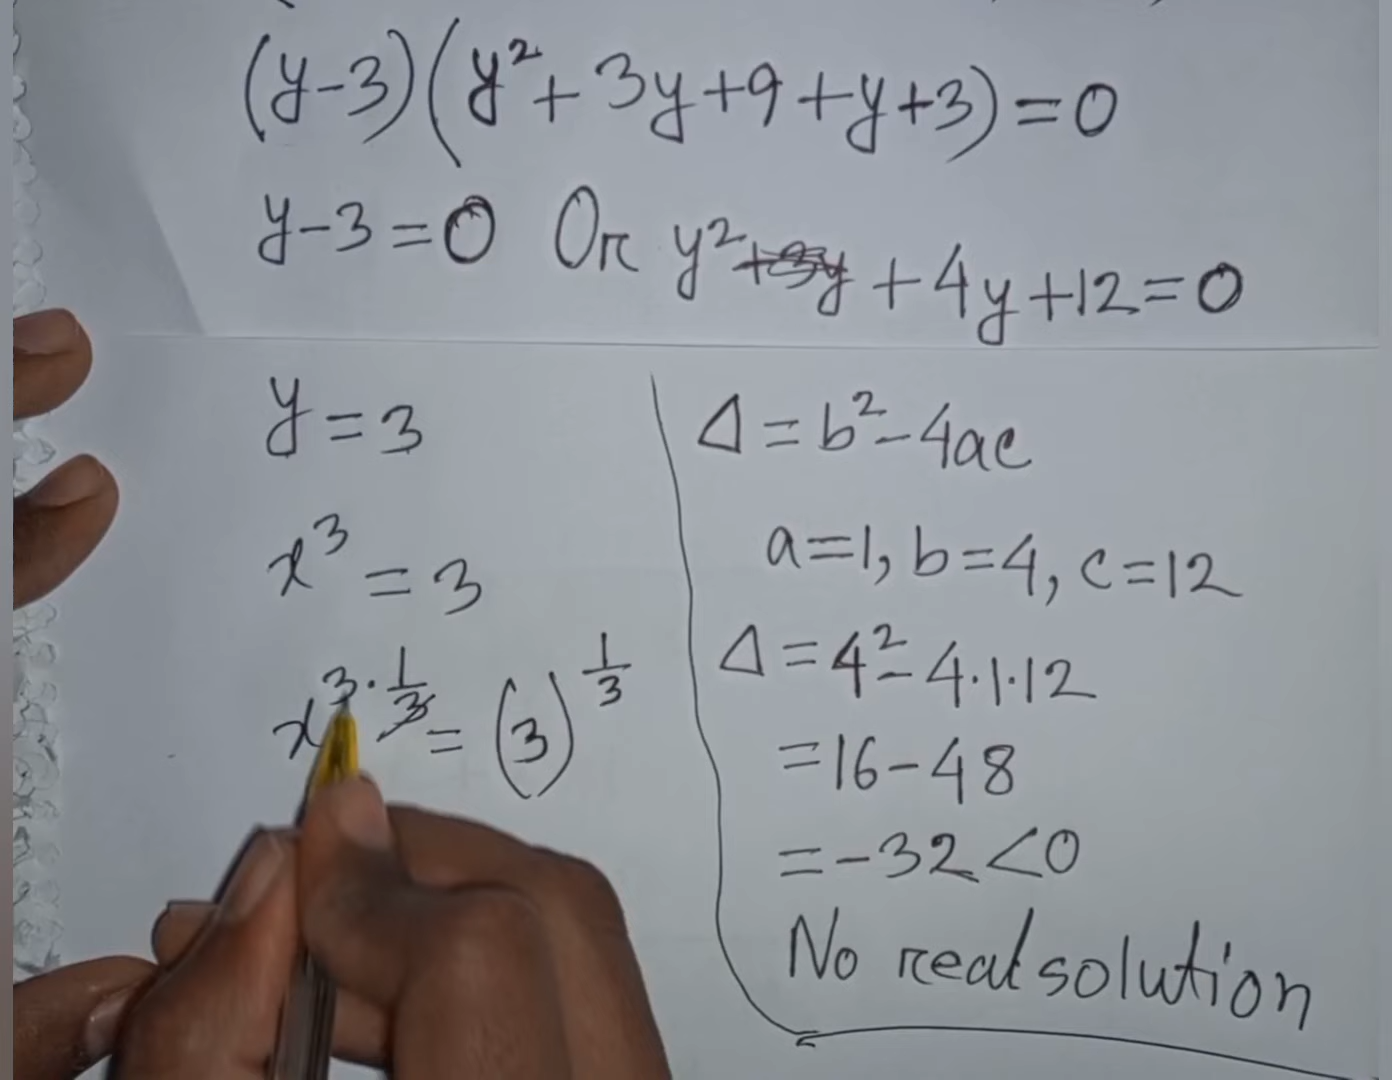 (y-3)(y²+3y+9+y+3)=0
y-3=0 Or y²+3y+4y+12=0
y=3
x³=3
x^{3·1/3}=(3)^{1/3}
Δ=b²-4ac
a=1, b=4, c=12
Δ=4²-4·1·12
=16-48
=-32<0
No real solution